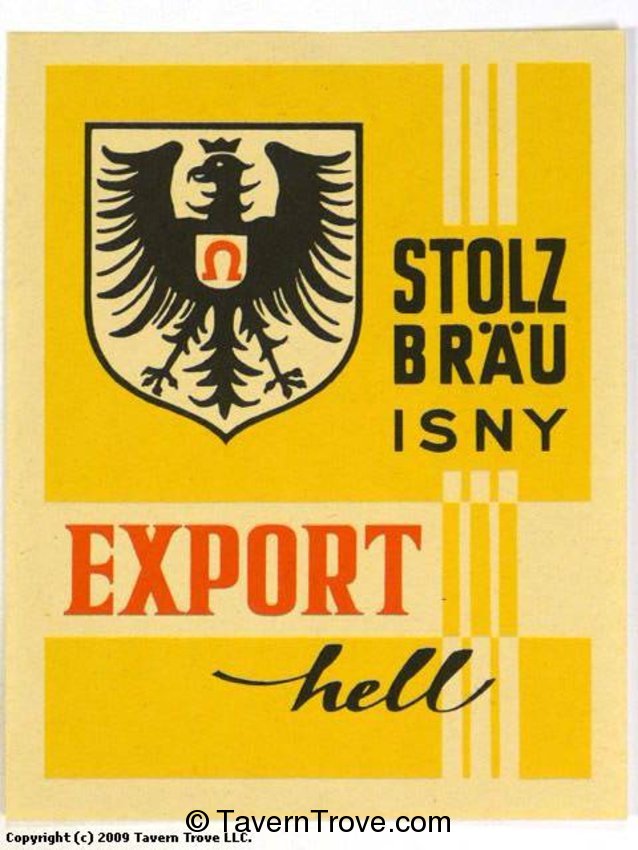 STOLZ
BRÄU
ISNY
EXPORT
hell
© TavernTrove.com
Copyright (c) 2009 Tavern Trove LLC.